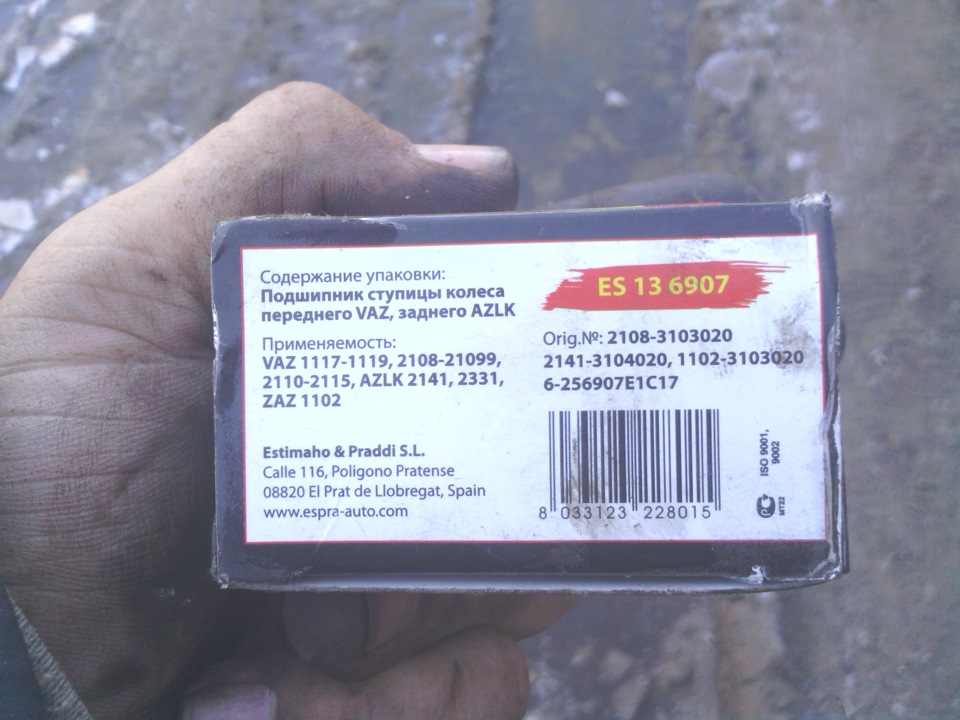 Содержание упаковки:
Подшипник ступицы колеса
переднего VAZ, заднего AZLK
Применяемость:
VAZ 1117-1119, 2108-21099,
2110-2115, AZLK 2141, 2331,
ZAZ 1102
Estimaho & Praddi S.L.
Calle 116, Poligono Pratense
08820 El Prat de Llobregat, Spain
www.espra-auto.com
ES 13 6907
Orig.№: 2108-3103020
2141-3104020, 1102-3103020
6-256907E1C17
8 033123 228015
ISO 9001,
9002
МТ22